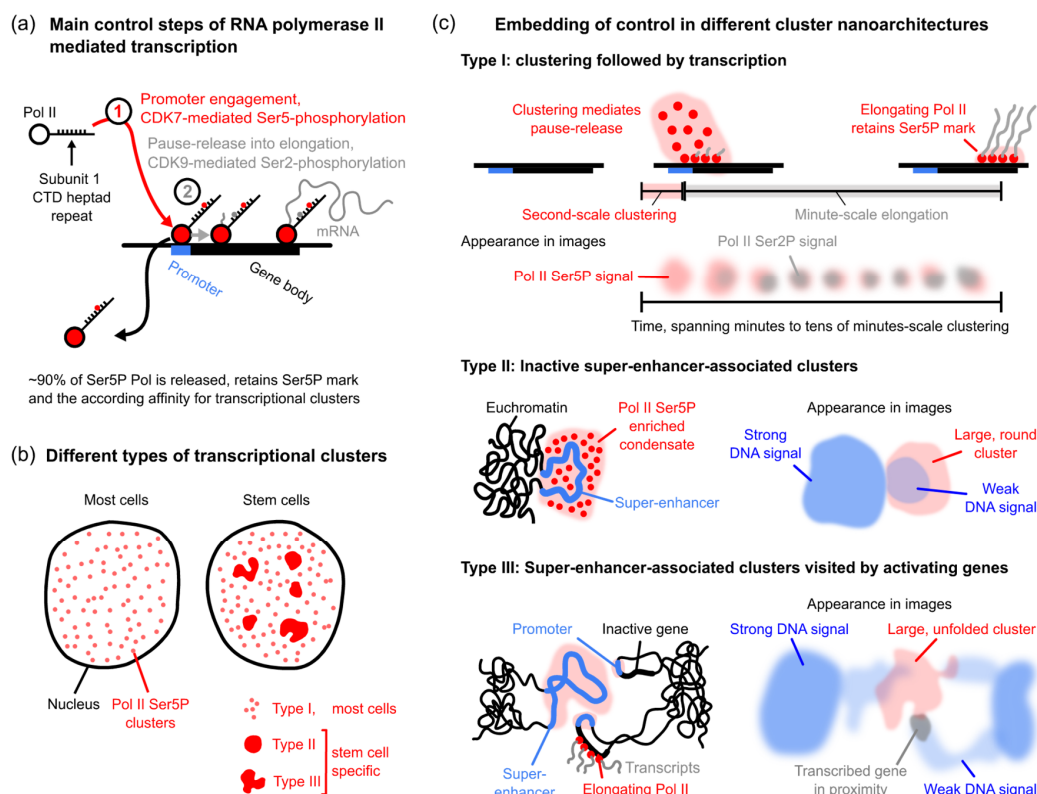 (a) Main control steps of RNA polymerase II
mediated transcription
Pol II
1
Promoter engagement,
CDK7-mediated Ser5-phosphorylation
Pause-release into elongation,
CDK9-mediated Ser2-phosphorylation
2
Subunit 1
CTD heptad
repeat
mRNA
Promoter
Gene body
~90% of Ser5P Pol is released, retains Ser5P mark
and the according affinity for transcriptional clusters
(b) Different types of transcriptional clusters
Most cells
Stem cells
Nucleus
Pol II Ser5P
clusters
Type I, most cells
Type II
Type III
stem cell
specific
(c) Embedding of control in different cluster nanoarchitectures
Type I: clustering followed by transcription
Clustering mediates
pause-release
Elongating Pol II
retains Ser5P mark
Second-scale clustering
Minute-scale elongation
Appearance in images
Pol II Ser2P signal
Pol II Ser5P signal
Time, spanning minutes to tens of minutes-scale clustering
Type II: Inactive super-enhancer-associated clusters
Euchromatin
Pol II Ser5P
enriched
condensate
Super-enhancer
Appearance in images
Strong
DNA signal
Large, round
cluster
Weak
DNA signal
Type III: Super-enhancer-associated clusters visited by activating genes
Promoter
Inactive gene
Super-
enhancer
Transcripts
Elongating Pol II
Appearance in images
Strong DNA signal
Large, unfolded cluster
Transcribed gene
in proximity
Weak DNA signal